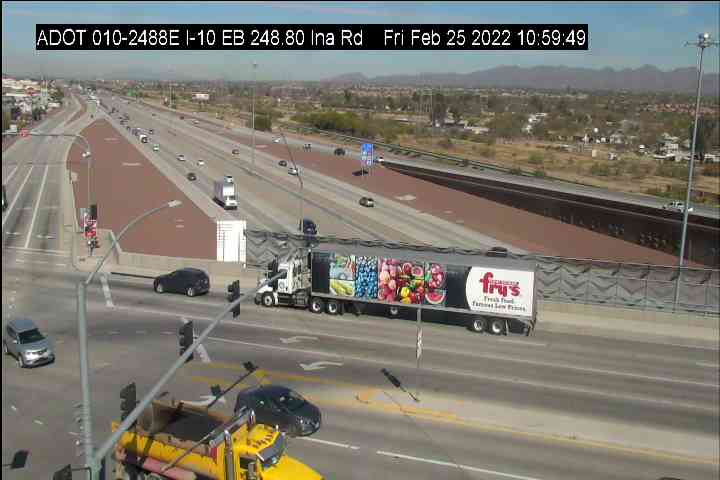 ADOT 010-2488E I-10 EB 248.80 Ina Rd Fri Feb 25 2022 10:59:49
fry's
Fresh Food.
Famous Low Prices.